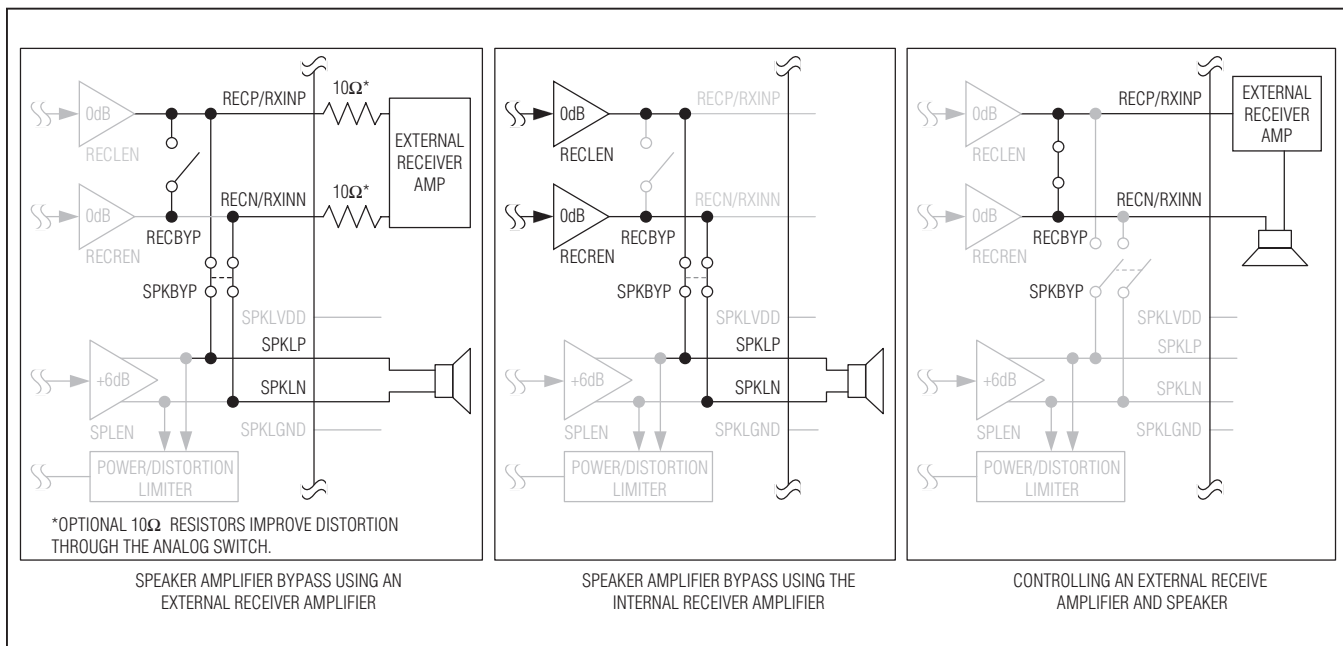 0dB
RECLEN
RECP/RXINP
10Ω*
EXTERNAL
RECEIVER
AMP
0dB
RECREN
RECN/RXINN
10Ω*
RECBYP
SPKBYP
SPKLVDD
SPKLP
+6dB
SPLEN
SPKLN
SPKLGND
POWER/DISTORTION
LIMITER
*OPTIONAL 10Ω RESISTORS IMPROVE DISTORTION
THROUGH THE ANALOG SWITCH.
SPEAKER AMPLIFIER BYPASS USING AN
EXTERNAL RECEIVER AMPLIFIER
0dB
RECLEN
RECP/RXINP
0dB
RECREN
RECN/RXINN
RECBYP
SPKBYP
SPKLVDD
SPKLP
+6dB
SPLEN
SPKLN
SPKLGND
POWER/DISTORTION
LIMITER
SPEAKER AMPLIFIER BYPASS USING THE
INTERNAL RECEIVER AMPLIFIER
0dB
RECLEN
RECP/RXINP
EXTERNAL
RECEIVER
AMP
0dB
RECREN
RECN/RXINN
RECBYP
SPKBYP
SPKLVDD
SPKLP
+6dB
SPLEN
SPKLN
SPKLGND
POWER/DISTORTION
LIMITER
CONTROLLING AN EXTERNAL RECEIVE
AMPLIFIER AND SPEAKER